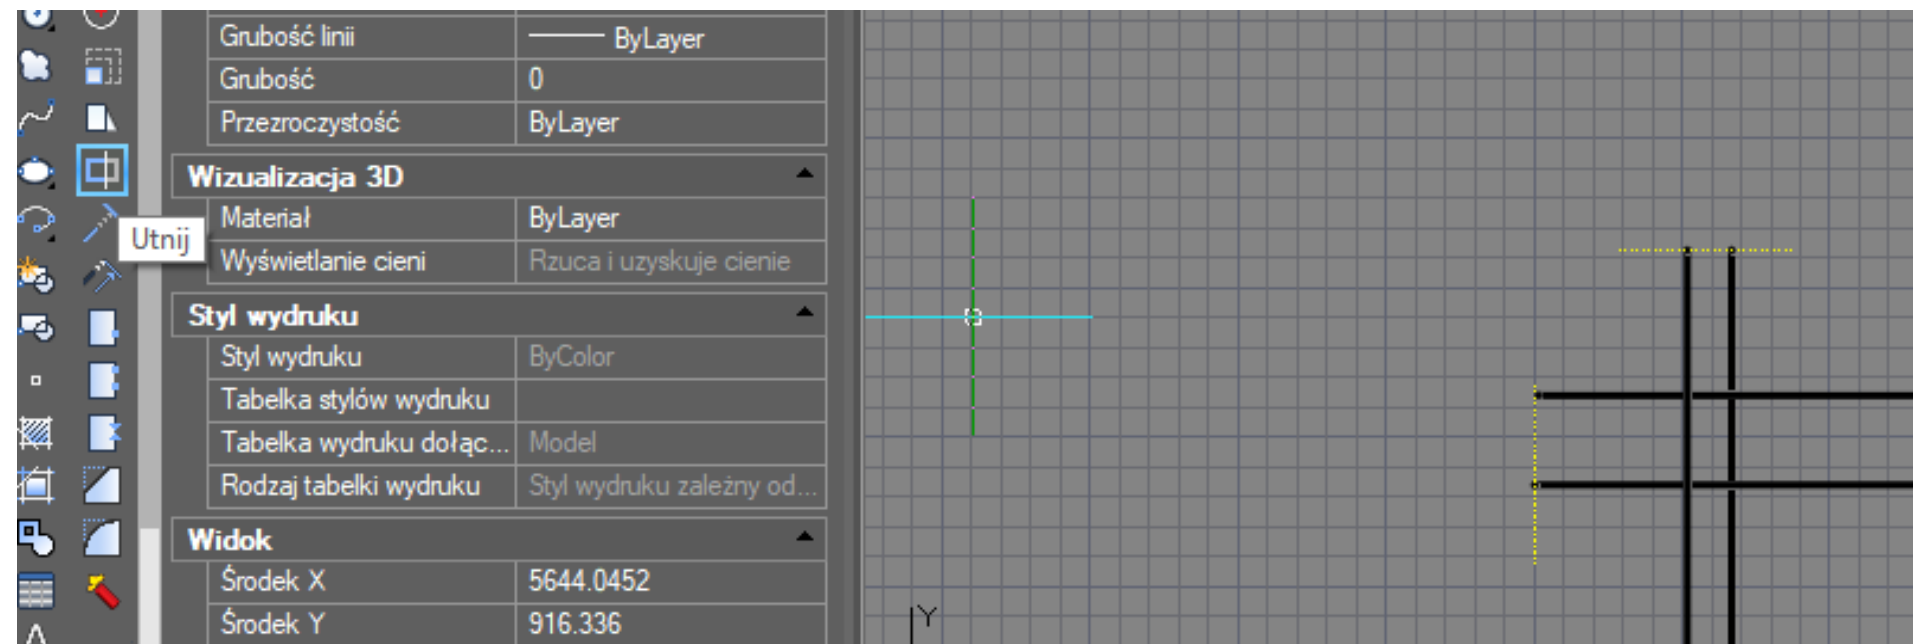 Grubość linii ByLayer
Grubość 0
Przezroczystość ByLayer
Wizualizacja 3D
Materiał ByLayer
Utnij
Wyświetlanie cieni Rzuca i uzyskuje cienie
Styl wydruku
Styl wydruku ByColor
Tabelka stylów wydruku
Tabelka wydruku dołąc... Model
Rodzaj tabelki wydruku Styl wydruku zależny od...
Widok
Środek X 5644.0452
Środek Y 916.336
Y
A